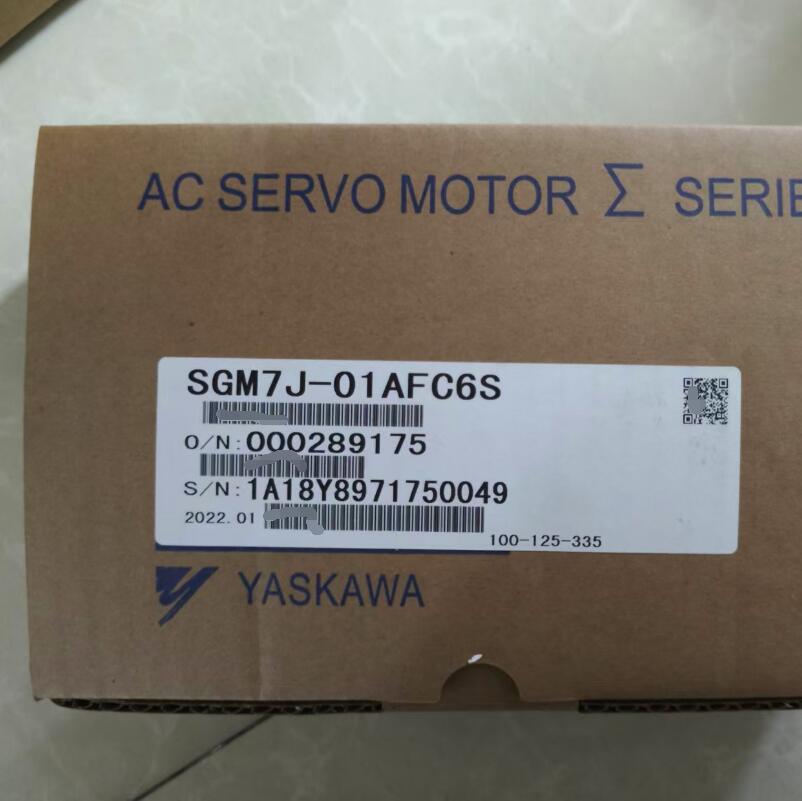 AC SERVO MOTOR Σ SERIE
SGM7J-01AFC6S
O/N:000289175
S/N:1A18Y8971750049
2022.01
100-125-335
YASKAWA